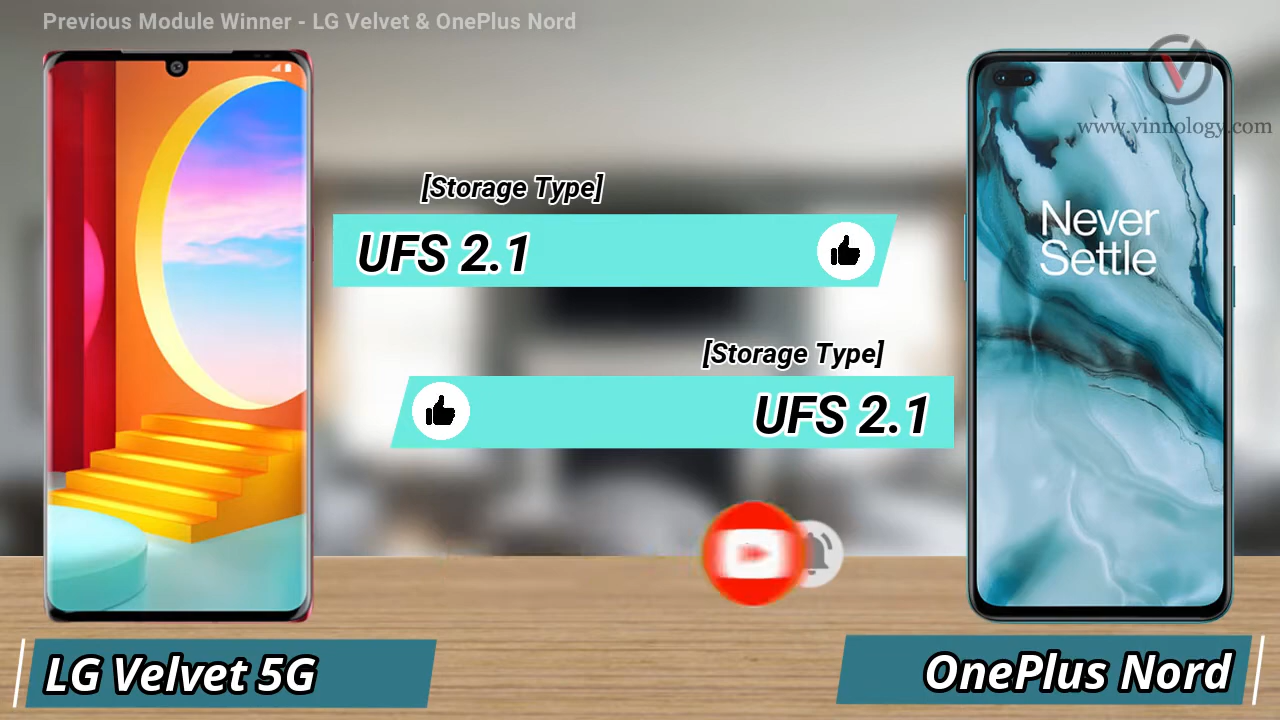 Previous Module Winner - LG Velvet & OnePlus Nord
www.vinnology.com
[Storage Type]
UFS 2.1
Never
Settle
[Storage Type]
UFS 2.1
LG Velvet 5G
OnePlus Nord